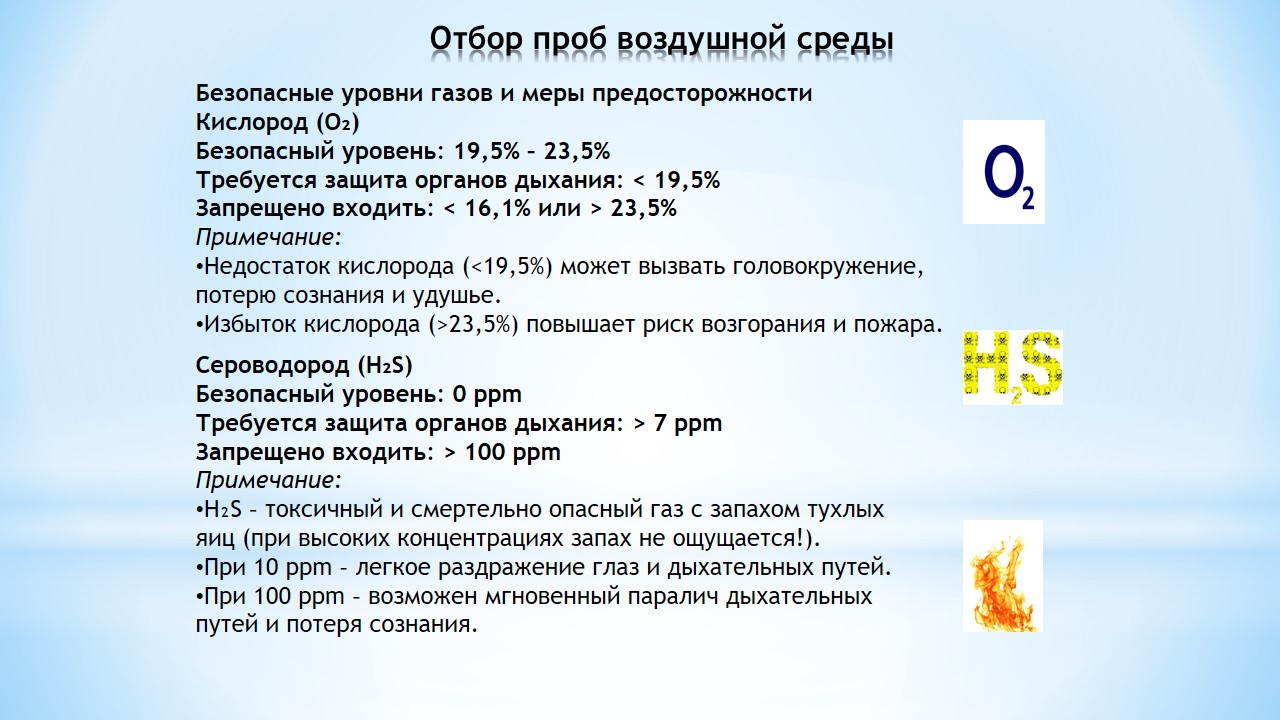 Отбор проб воздушной среды
Безопасные уровни газов и меры предосторожности
Кислород (O₂)
Безопасный уровень: 19,5% – 23,5%
Требуется защита органов дыхания: < 19,5%
Запрещено входить: < 16,1% или > 23,5%
Примечание:
•Недостаток кислорода (<19,5%) может вызвать головокружение,
потерю сознания и удушье.
•Избыток кислорода (>23,5%) повышает риск возгорания и пожара.
O₂
Сероводород (H₂S)
Безопасный уровень: 0 ppm
Требуется защита органов дыхания: > 7 ppm
Запрещено входить: > 100 ppm
Примечание:
•H₂S – токсичный и смертельно опасный газ с запахом тухлых
яиц (при высоких концентрациях запах не ощущается!).
•При 10 ppm – легкое раздражение глаз и дыхательных путей.
•При 100 ppm – возможен мгновенный паралич дыхательных
путей и потеря сознания.
H₂S